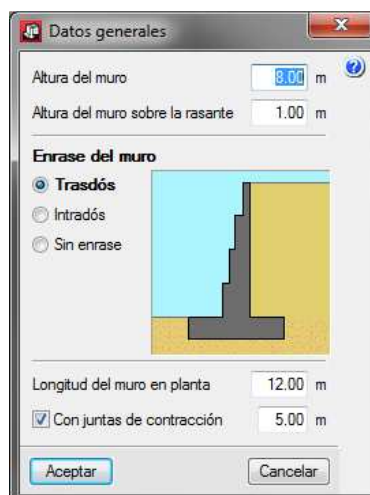 Datos generales
Altura del muro 8.00 m
Altura del muro sobre la rasante 1.00 m
Enrase del muro
Trasdós
Intradós
Sin enrase
Longitud del muro en planta 12.00 m
Con juntas de contracción 5.00 m
Aceptar Cancelar